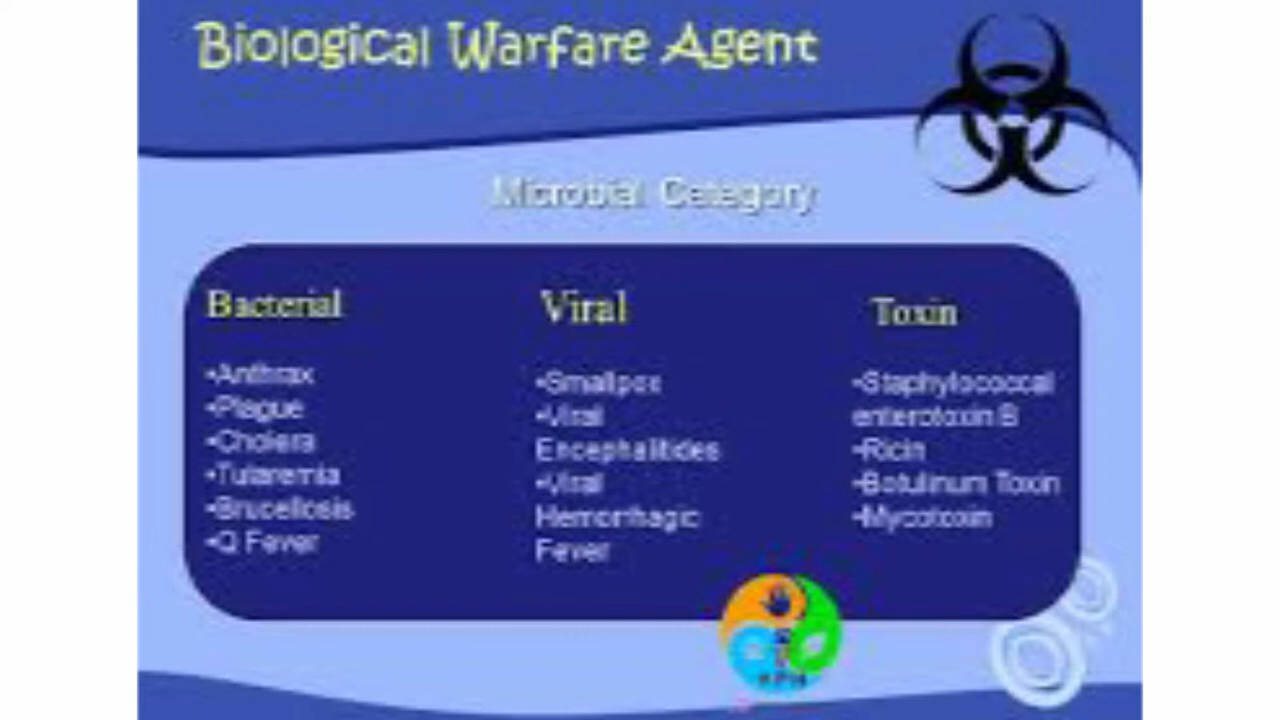 Biological Warfare Agent
Microbial Category
Bacterial
•Anthrax
•Plague
•Cholera
•Tularemia
•Brucellosis
•Q Fever
Viral
•Smallpox
•Viral
Encephalitides
•Viral
Hemorrhagic
Fever
Toxin
•Staphylococcal
enterotoxin B
•Ricin
•Botulinum Toxin
•Mycotoxin